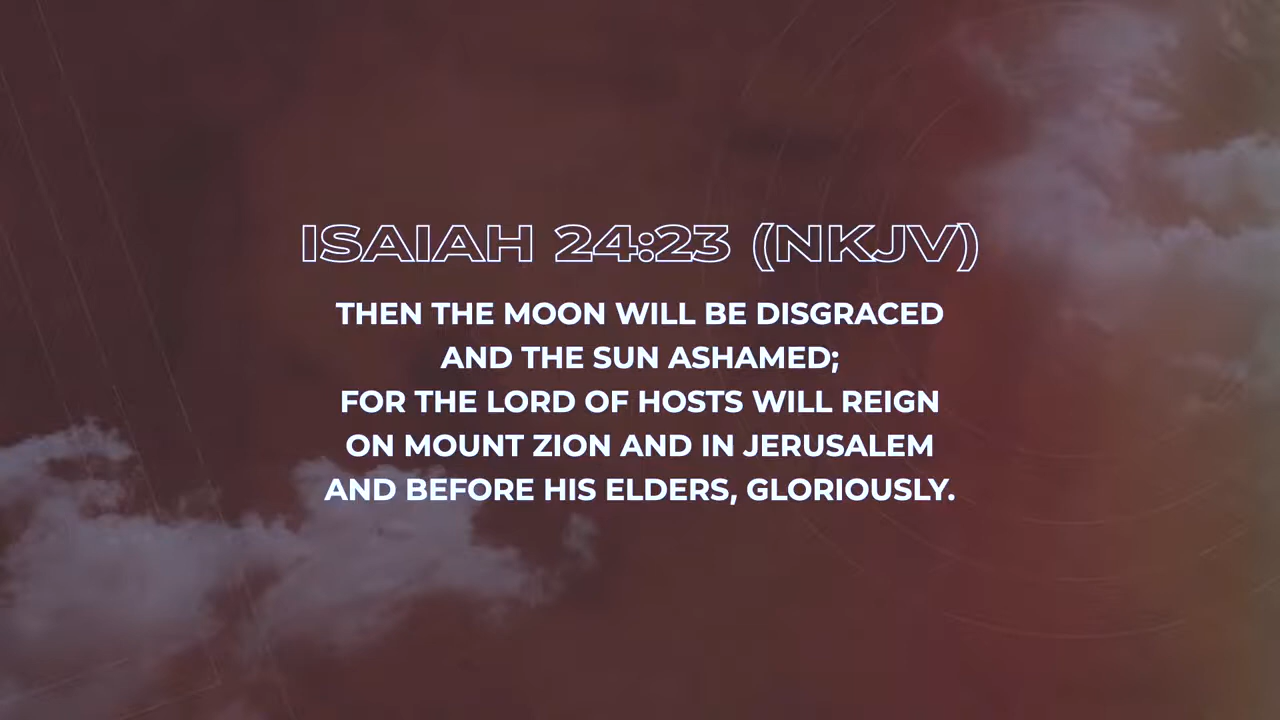 ISAIAH 24:23 (NKJV)
THEN THE MOON WILL BE DISGRACED
AND THE SUN ASHAMED;
FOR THE LORD OF HOSTS WILL REIGN
ON MOUNT ZION AND IN JERUSALEM
AND BEFORE HIS ELDERS, GLORIOUSLY.